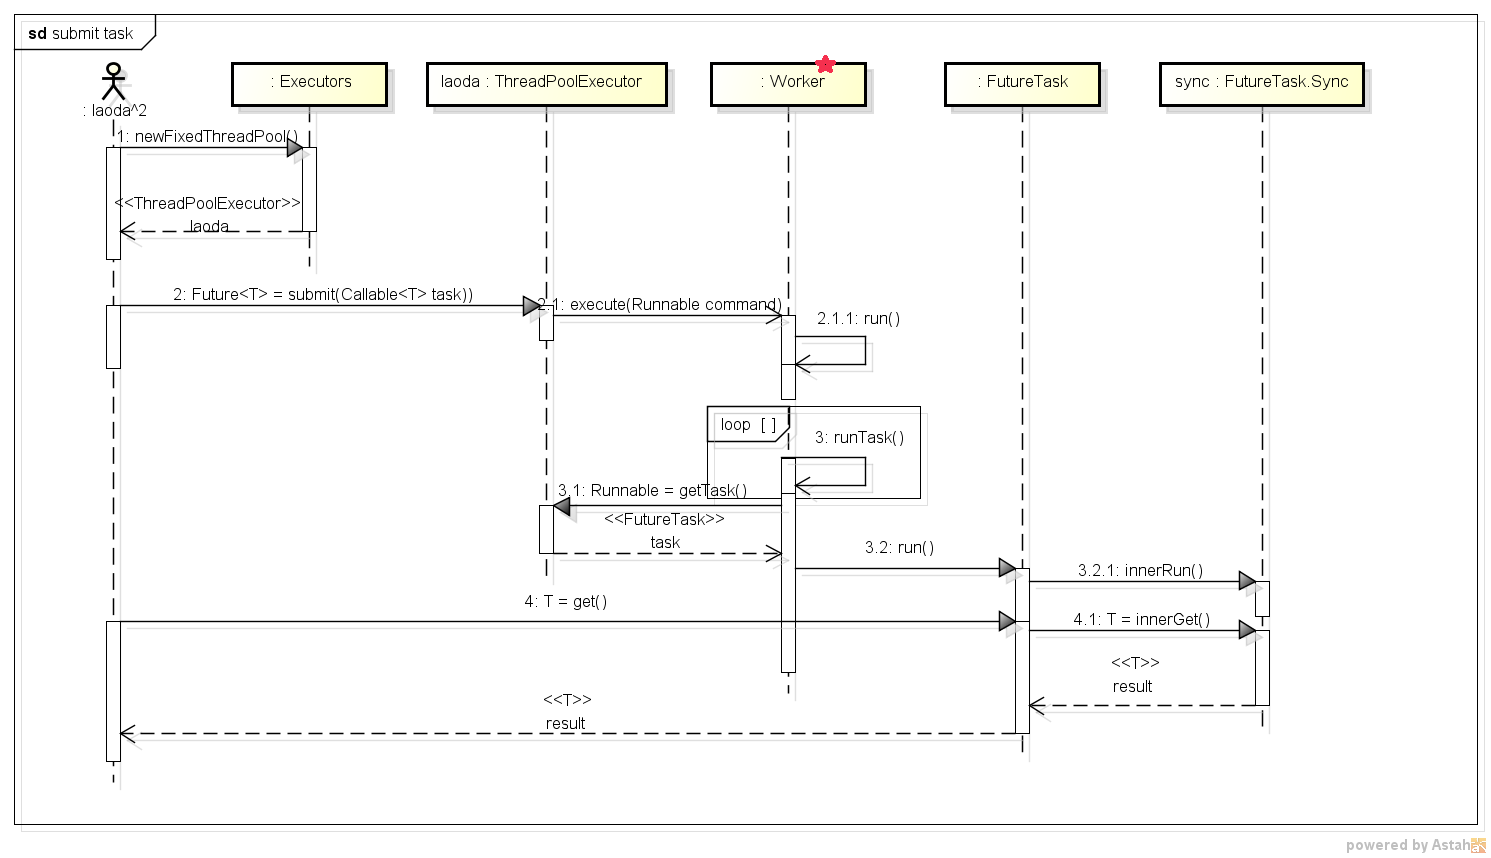 sd submit task
: laoda^2
: Executors
laoda : ThreadPoolExecutor
: Worker
: FutureTask
sync : FutureTask.Sync
1: newFixedThreadPool()
<<ThreadPoolExecutor>>
laoda
2: Future<T> = submit(Callable<T> task))
2.1: execute(Runnable command)
2.1.1: run()
loop [ ]
3: runTask()
3.1: Runnable = getTask()
<<FutureTask>>
task
3.2: run()
3.2.1: innerRun()
4: T = get()
4.1: T = innerGet()
<<T>>
result
<<T>>
result
powered by Astah